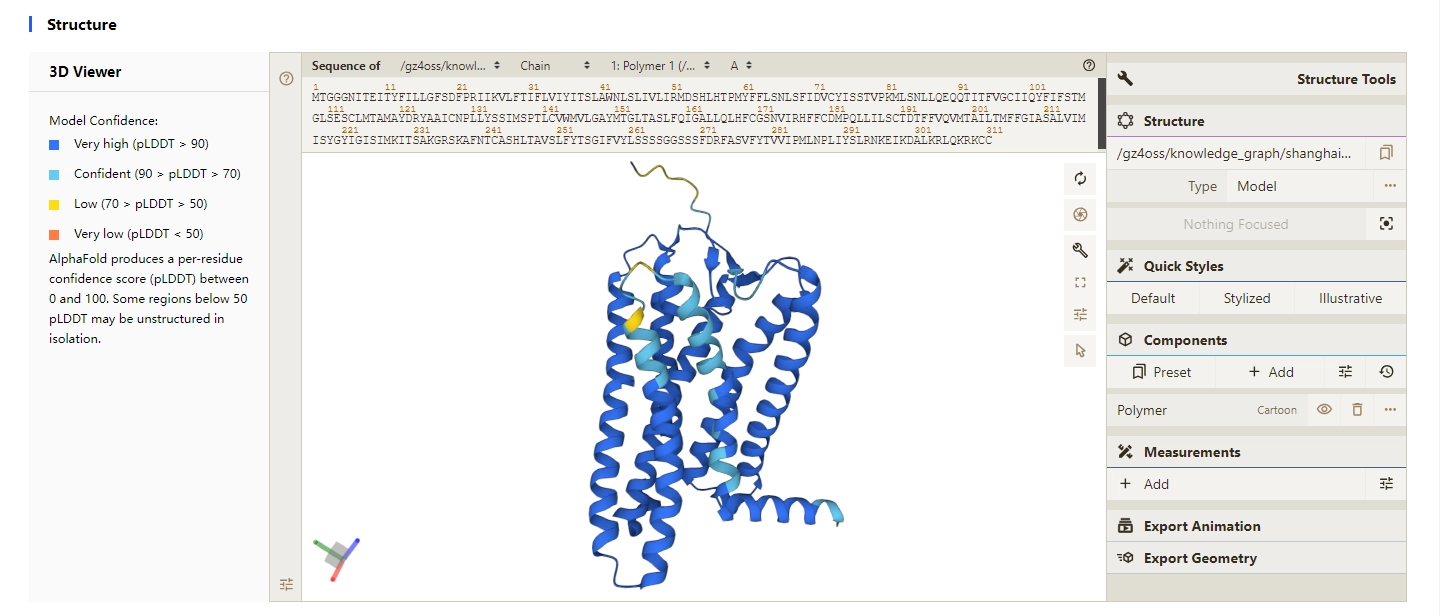 Structure
3D Viewer
Model Confidence:
Very high (pLDDT > 90)
Confident (90 > pLDDT > 70)
Low (70 > pLDDT > 50)
Very low (pLDDT < 50)
AlphaFold produces a per-residue
confidence score (pLDDT) between
0 and 100. Some regions below 50
pLDDT may be unstructured in
isolation.
Sequence of /gz4oss/knowl... Chain 1: Polymer 1 (/... A
1 11 21 31 41 51 61 71 81 91 101
MTGGGNITEITYFILLGFSDFPRIIKVLFTIFLVIYITSLAWNLSLIVLIRMDSHLHTPMYFFLSNLSFIDVCYISSTVPKMLSNLLQEQQTITFVGCIIQYFIFSTM
111 121 131 141 151 161 171 181 191 201 211
GLSESCLMTAMAYDRYAAICNPLLYSSIMSPTLCVWMVLGAYMTGLTASLFQIGALLQLHFCGSNVIRHFFCDMPQLLILSCTDTFFVQVMTAILTMFFGIASALVIM
221 231 241 251 261 271 281 291 301 311
ISYGYIGISIMKITSAKGRSKAFNTCASHLTAVSLFYTSGIFVYLSSSSGGSSSFDRFASVFYTVVIPMLNPLIYSLRNKEIKDALKRLQKRKCC
Structure Tools
Structure
/gz4oss/knowledge_graph/shanghai...
Type Model
Nothing Focused
Quick Styles
Default Stylized Illustrative
Components
Preset + Add
Polymer Cartoon
Measurements
+ Add
Export Animation
Export Geometry